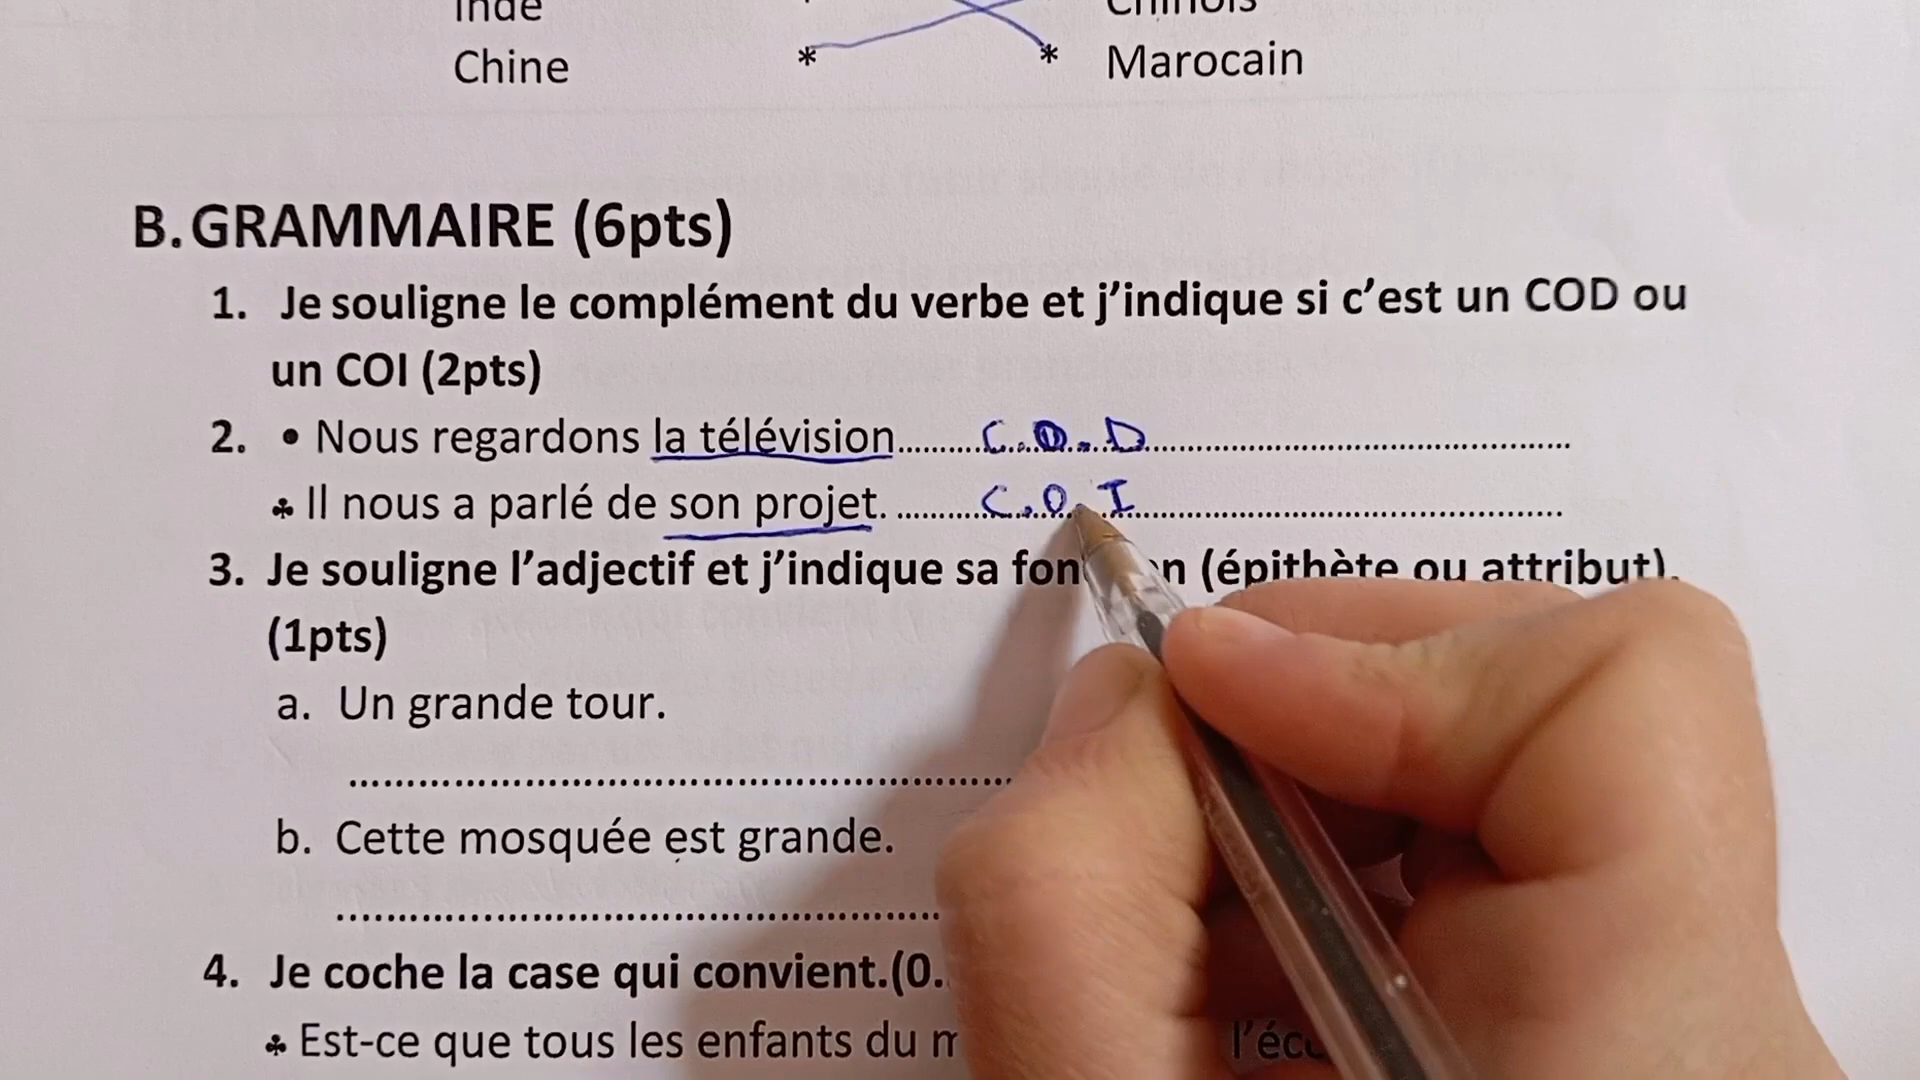 Inde Chinois
Chine * * Marocain
B. GRAMMAIRE (6pts)
1. Je souligne le complément du verbe et j'indique si c'est un COD ou
un COI (2pts)
2. • Nous regardons la télévision.......... C.O.D ..........
♣ Il nous a parlé de son projet. .......... C.O.I ..........
3. Je souligne l'adjectif et j'indique sa (épithète ou attribut).
(1pts)
a. Un grande tour.
..........
b. Cette mosquée est grande.
..........
4. Je coche la case qui convient.(0.
♣ Est-ce que tous les enfants du